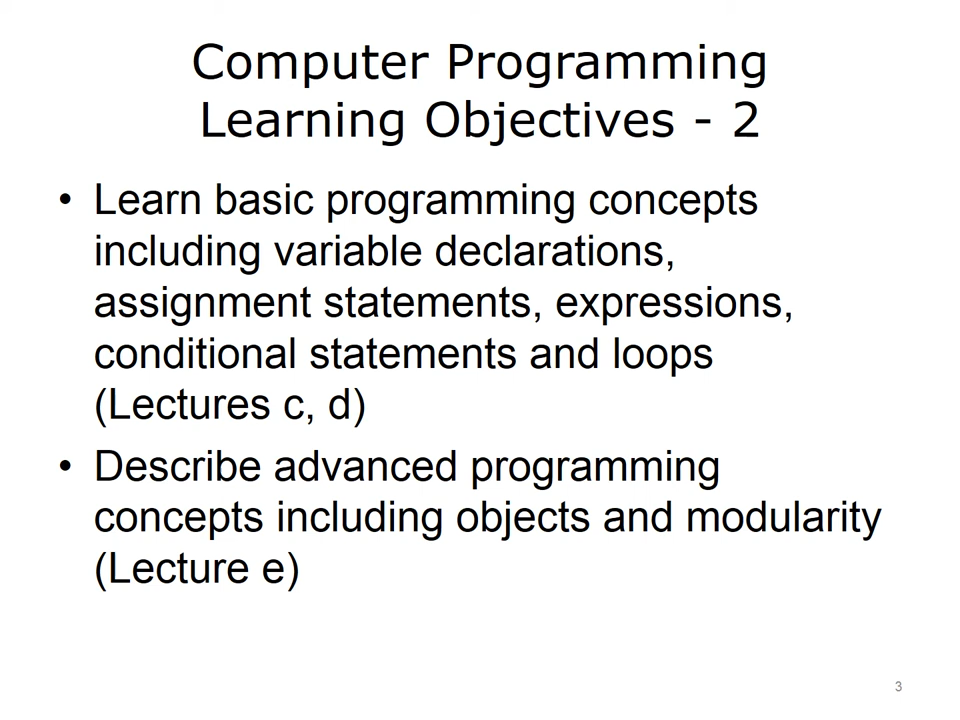 Computer Programming
Learning Objectives - 2
• Learn basic programming concepts
including variable declarations,
assignment statements, expressions,
conditional statements and loops
(Lectures c, d)
• Describe advanced programming
concepts including objects and modularity
(Lecture e)
3